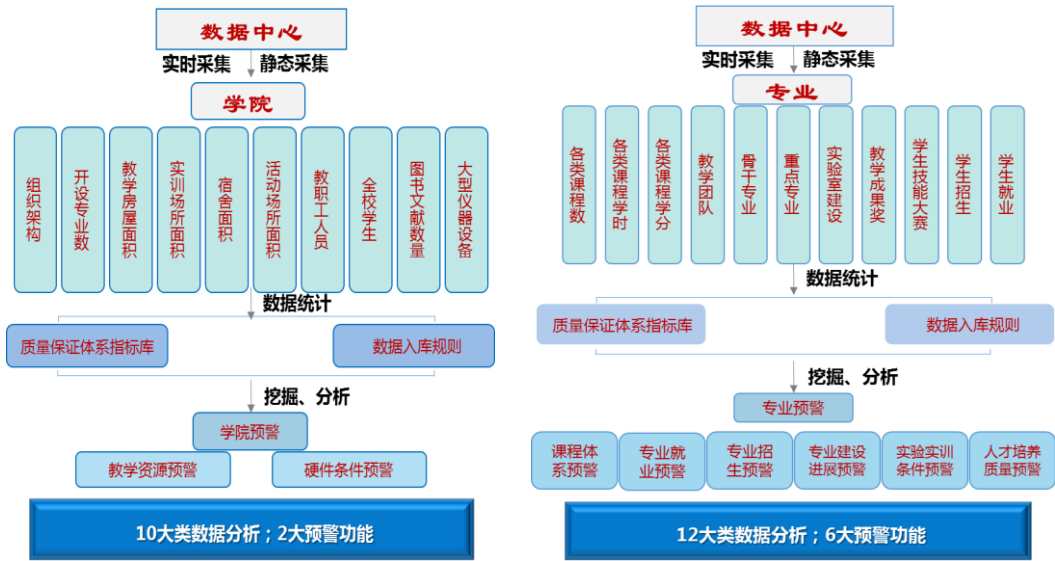 数据中心
实时采集
静态采集
学院
组织架构
开设专业数
教学房屋面积
实训场所面积
宿舍面积
活动场所面积
教职工人员
全校学生
图书文献数量
大型仪器设备
数据统计
质量保证体系指标库
数据入库规则
挖掘、分析
学院预警
教学资源预警
硬件条件预警
10大类数据分析；2大预警功能
数据中心
实时采集
静态采集
专业
各类课程数
各类课程学时
各类课程学分
教学团队
骨干专业
重点专业
实验室建设
教学成果奖
学生技能大赛
学生招生
学生就业
数据统计
质量保证体系指标库
数据入库规则
挖掘、分析
专业预警
课程体
系预警
专业就
业预警
专业招
生预警
专业建设
进展预警
实验实训
条件预警
人才培养
质量预警
12大类数据分析；6大预警功能